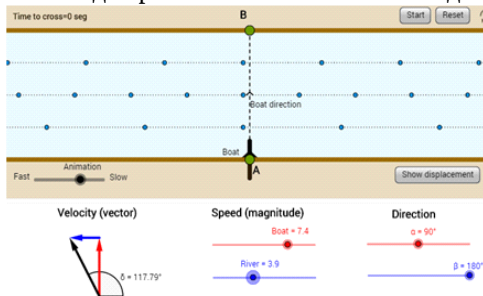 Time to cross=0 seg
B
Start
Reset
Boat direction
Boat
A
Animation
Fast
Slow
Show displacement
Velocity (vector)
Speed (magnitude)
Direction
Boat = 7.4
α = 90°
River = 3.9
β = 180°
δ = 117.79°